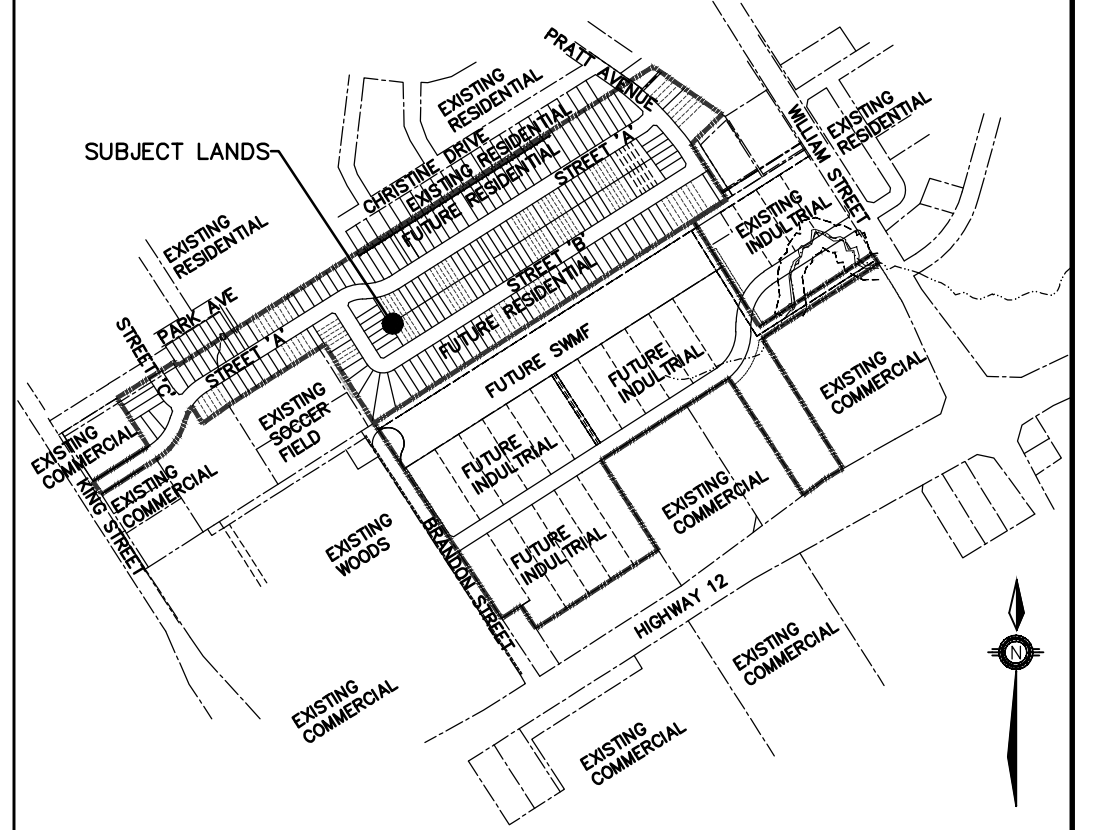 PRATT AVENUE
EXISTING
RESIDENTIAL
WILLIAM STREET
EXISTING
RESIDENTIAL
SUBJECT LANDS
CHRISTINE DRIVE
EXISTING RESIDENTIAL
FUTURE RESIDENTIAL
STREET 'A'
EXISTING
RESIDENTIAL
EXISTING
INDULTRIAL
STREET 'B'
FUTURE RESIDENTIAL
PARK AVE
STREET 'C'
STREET 'A'
FUTURE SWMF
FUTURE
INDULTRIAL
EXISTING
COMMERCIAL
EXISTING
SOCCER
FIELD
EXISTING
COMMERCIAL
EXISTING
COMMERCIAL
KING STREET
FUTURE
INDULTRIAL
EXISTING
COMMERCIAL
EXISTING
WOODS
BRANDON STREET
FUTURE
INDULTRIAL
HIGHWAY 12
EXISTING
COMMERCIAL
N
EXISTING
COMMERCIAL
EXISTING
COMMERCIAL